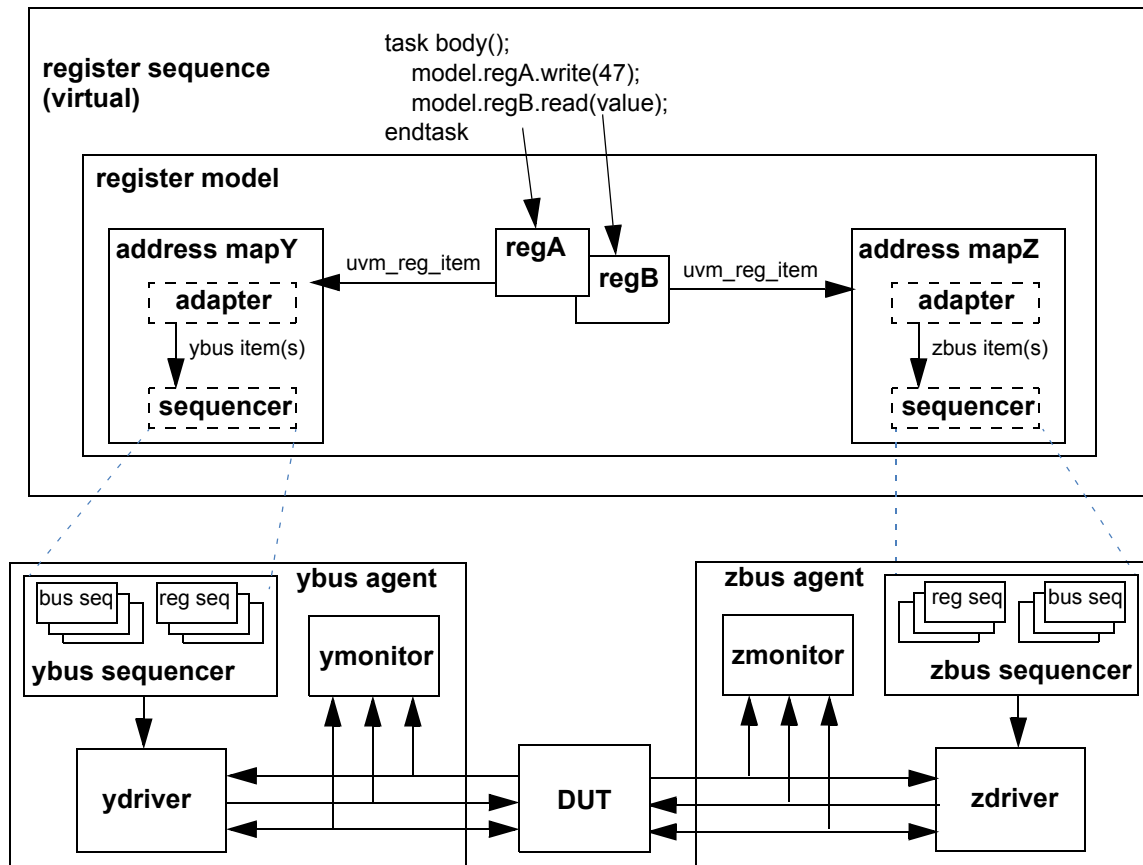 task body();
register sequence
(virtual)
model.regA.write(47);
model.regB.read(value);
endtask
register model
address mapY
regA
address mapZ
uvm_reg_item
regB
uvm_reg_item
adapter
adapter
ybus item(s)
zbus item(s)
sequencer
sequencer
ybus agent
zbus agent
bus seq
reg seq
reg seq
bus seq
ymonitor
zmonitor
ybus sequencer
zbus sequencer
ydriver
DUT
zdriver